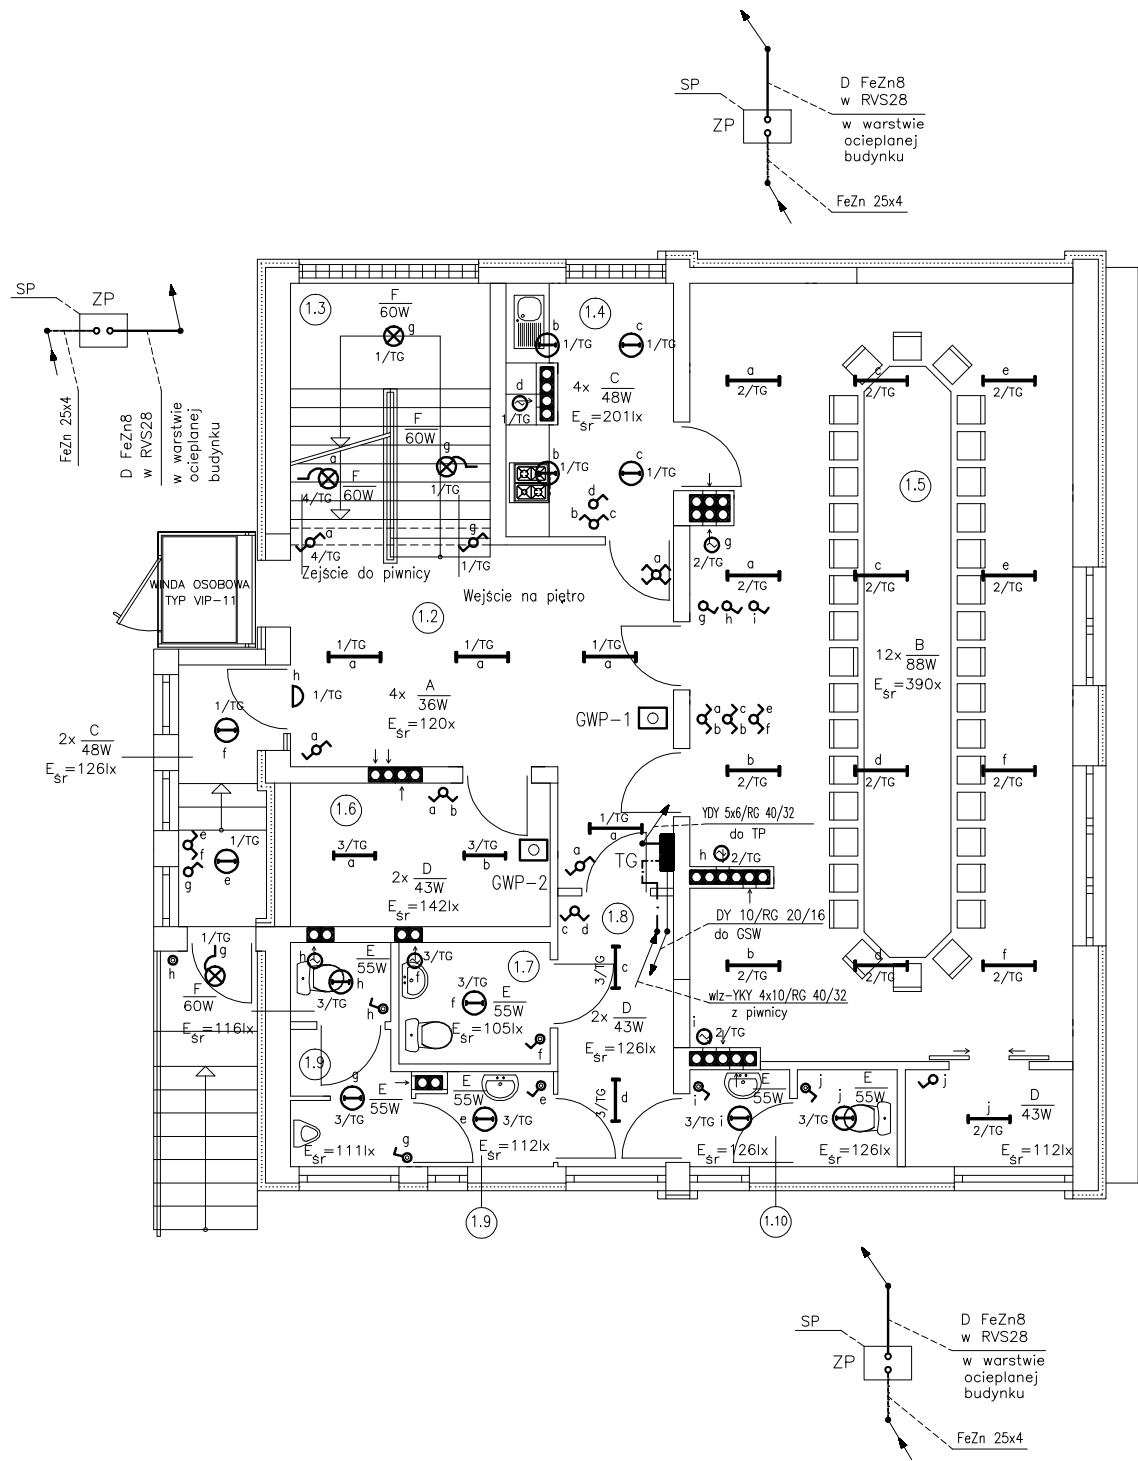 SP
ZP
D FeZn8
w RVS28
w warstwie
ocieplanej
budynku
FeZn 25x4
SP
ZP
FeZn 25x4
D FeZn8
w RVS28
w warstwie
ocieplanej
budynku
1.3
F
60W
g
1/TG
F
60W
g
1/TG
a
F
60W
4/TG
a
4/TG
g
1/TG
Zejście do piwnicy
Wejście na piętro
1.4
b
1/TG
c
1/TG
d
1/TG
4x C
48W
Eśr=201lx
b
1/TG
c
1/TG
d
b c
a
g
2/TG
g h i
1.5
a
2/TG
c
2/TG
e
2/TG
a
2/TG
c
2/TG
e
2/TG
12x B
88W
Eśr=390x
a c e
b b f
b
2/TG
d
2/TG
f
2/TG
b
2/TG
d
2/TG
f
2/TG
WINDA OSOBOWA
TYP VIP-11
1.2
1/TG
a
1/TG
a
1/TG
a
h
1/TG
4x A
36W
Eśr=120x
GWP-1
a
2x C
48W
Eśr=126lx
1/TG
f
e
f
g
1/TG
e
1.6
a b
3/TG
a
3/TG
b
2x D
43W
Eśr=142lx
GWP-2
1/TG
a
a
TG
YDY 5x6/RG 40/32
do TP
h 2/TG
DY 10/RG 20/16
do GSW
wlz-YKY 4x10/RG 40/32
z piwnicy
1.8
c d
3/TG
c
2x D
43W
Eśr=126lx
3/TG
d
1/TG
g
h
F
60W
Eśr=116lx
h
E
55W
h
3/TG
h
f
1.7
3/TG
f
E
55W
Eśr=105lx
f
1.9
g
E
55W
3/TG
Eśr=111lx
g
E
55W
e
3/TG
e
Eśr=112lx
1.9
i
2/TG
i
E
55W
3/TG i
Eśr=126lx
j
E
55W
j
3/TG
Eśr=126lx
1.10
j
j
2/TG
D
43W
Eśr=112lx
SP
ZP
D FeZn8
w RVS28
w warstwie
ocieplanej
budynku
FeZn 25x4